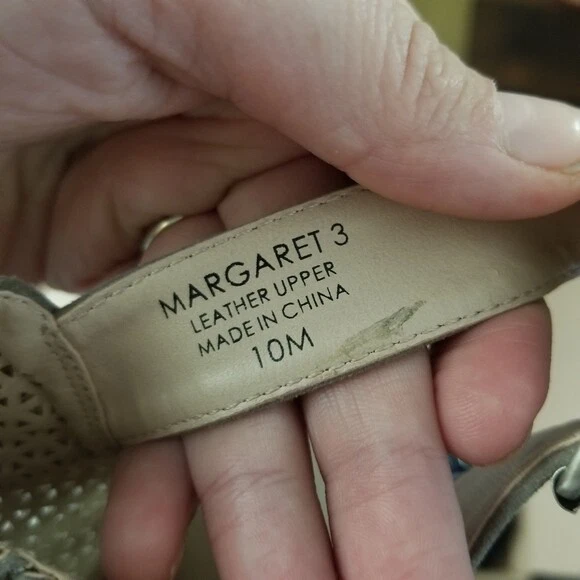 MARGARET 3
LEATHER UPPER
MADE IN CHINA
10M